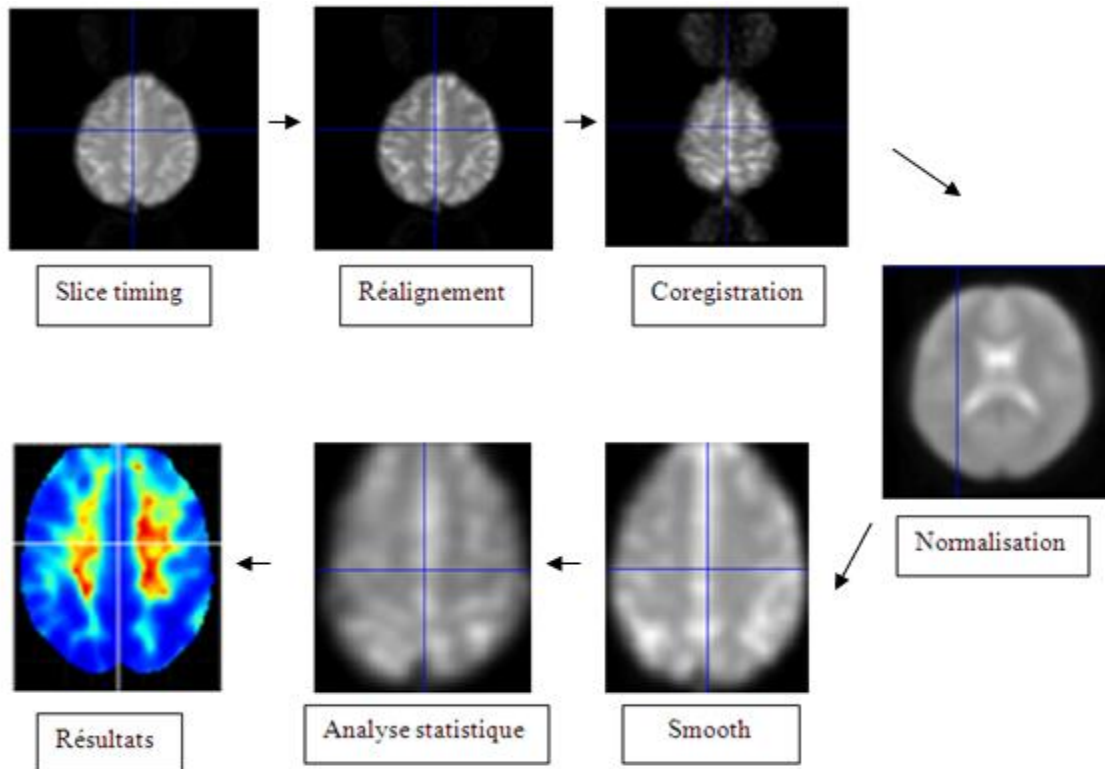 Slice timing
Réalignement
Coregistration
Normalisation
Smooth
Analyse statistique
Résultats